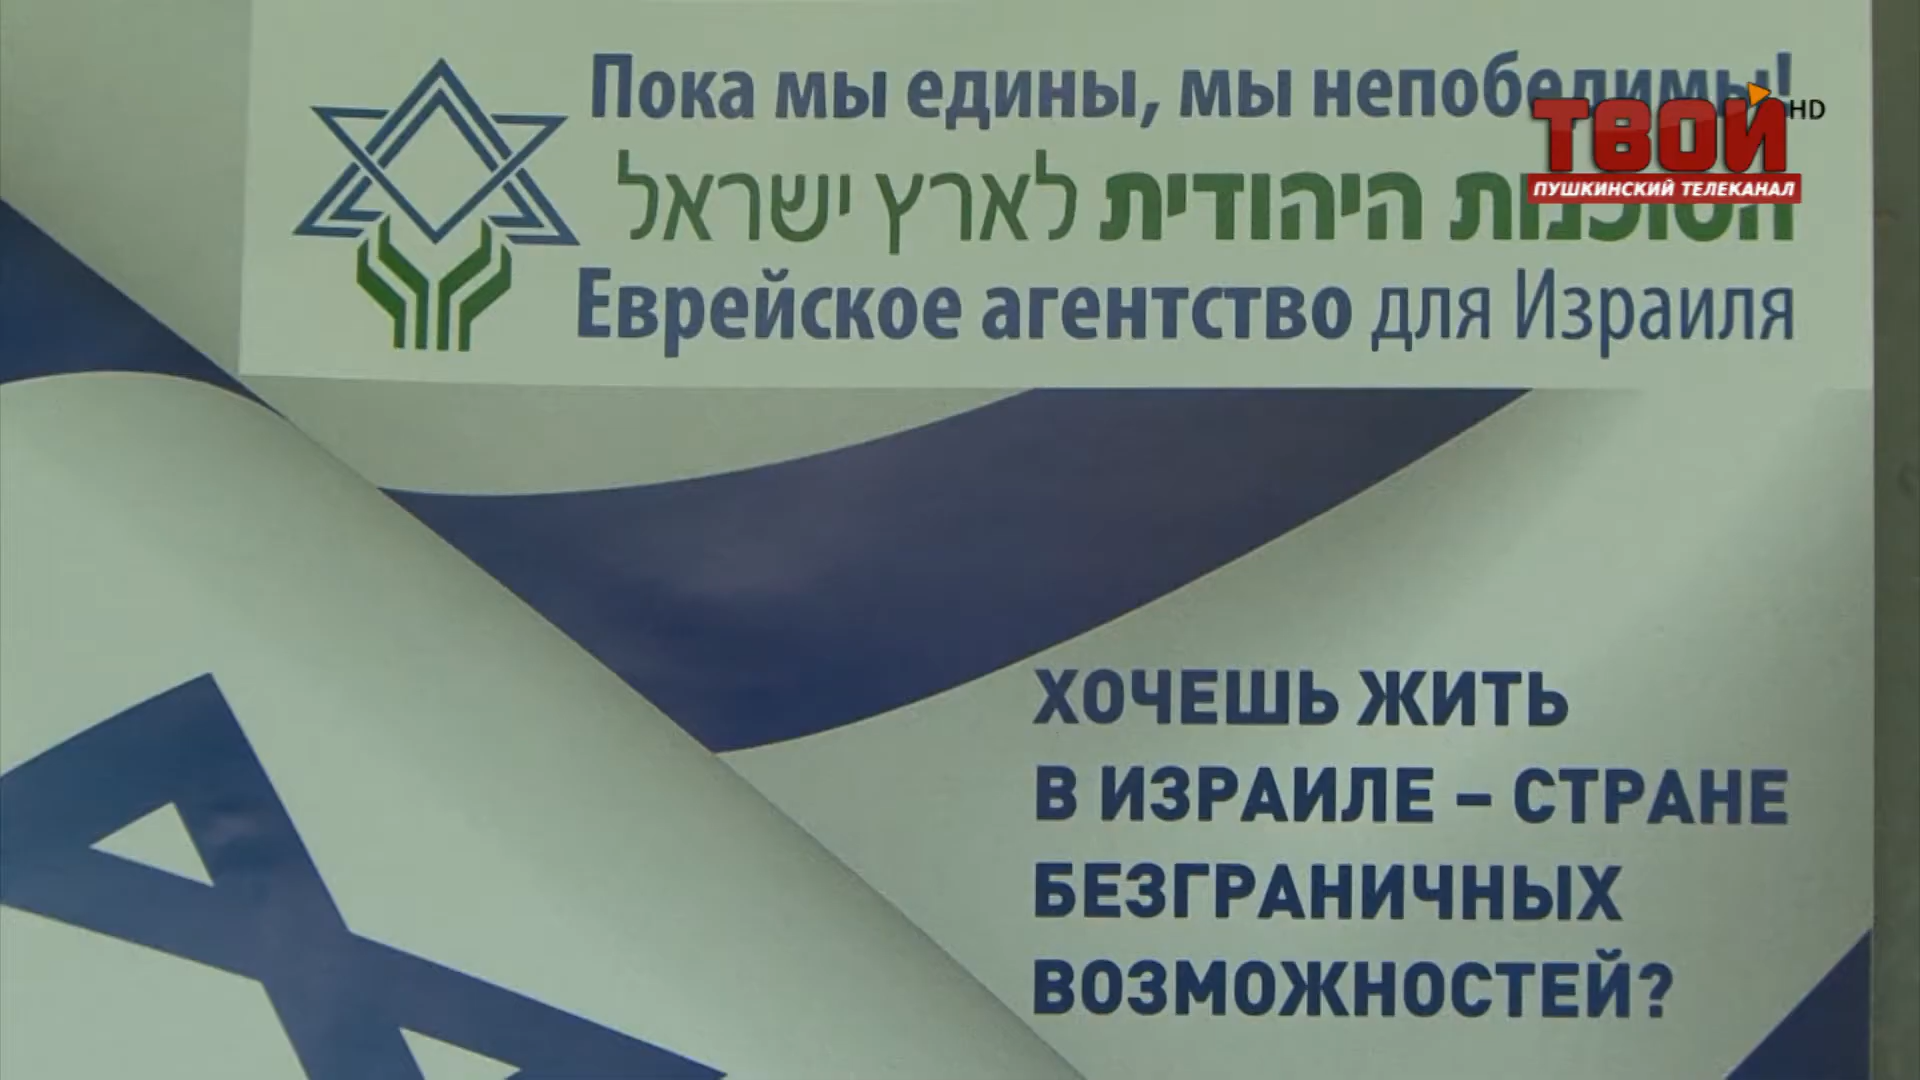 Пока мы едины, мы непобедимы!
הסוכנות היהודית לארץ ישראל
Еврейское агентство для Израиля
ТВОЙ HD
ПУШКИНСКИЙ ТЕЛЕКАНАЛ
ХОЧЕШЬ ЖИТЬ
В ИЗРАИЛЕ – СТРАНЕ
БЕЗГРАНИЧНЫХ
ВОЗМОЖНОСТЕЙ?